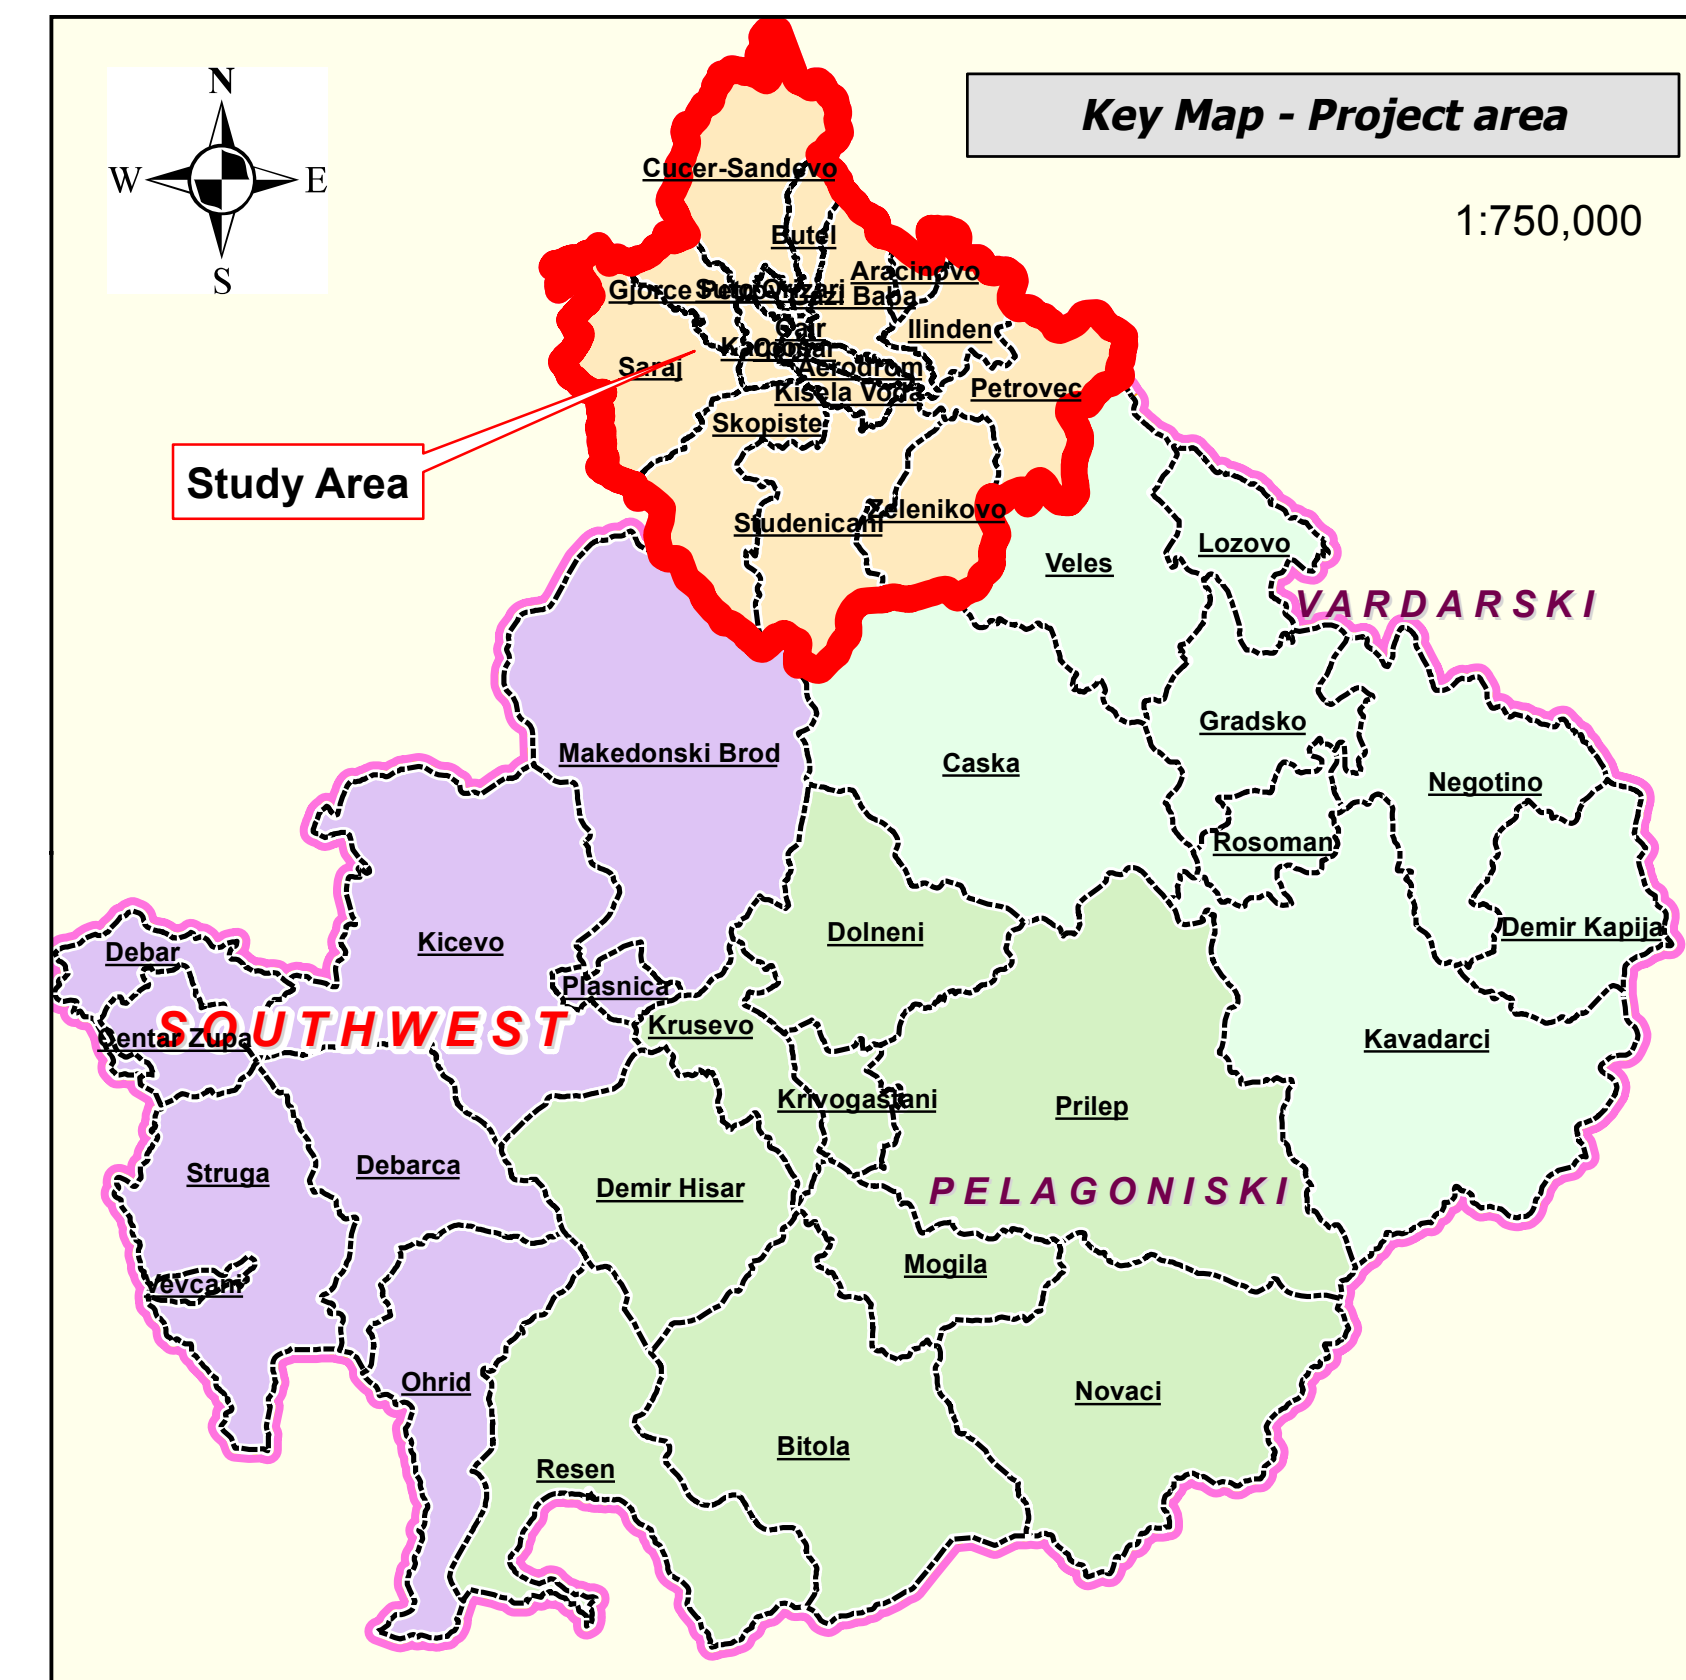 N
W E
S
Key Map - Project area
1:750,000
Cucer-Sandevo
Butel
Aracinovo
Gjorce
Gazi Baba
Ilinden
Cair
Saraj
Aerodrom
Petrovec
Kisela Voda
Skopiste
Study Area
Studenicani
Zelenikovo
Veles
Lozovo
VARDARSKI
Makedonski Brod
Caska
Gradsko
Negotino
Rosoman
Demir Kapija
Dolneni
Kicevo
Debar
Plasnica
Krusevo
SOUTHWEST
Centar Zupa
Kavadarci
Krivogastani
Prilep
Struga
Debarca
Demir Hisar
PELAGONISKI
Mogila
Vevcani
Ohrid
Novaci
Bitola
Resen